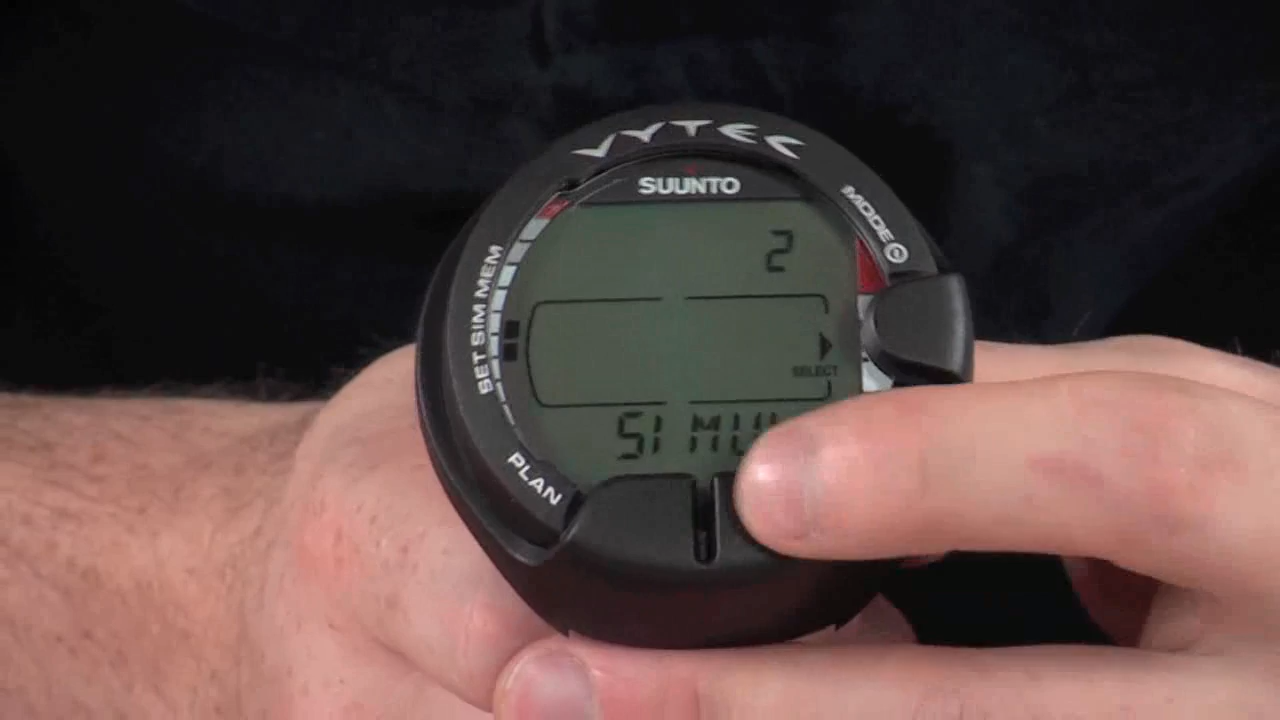 VYTEC
SUUNTO
MODE
2
SET SIM MEM
SELECT
PLAN